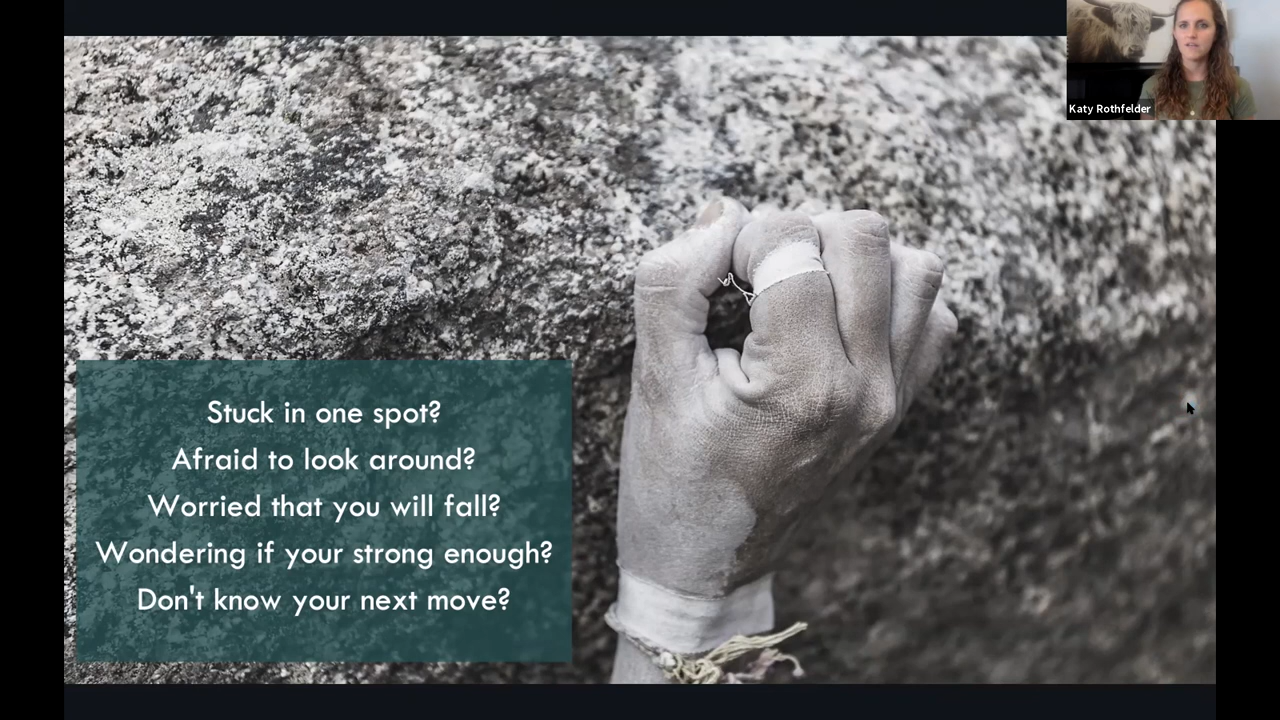 Katy Rothfelder
Stuck in one spot?
Afraid to look around?
Worried that you will fall?
Wondering if your strong enough?
Don't know your next move?